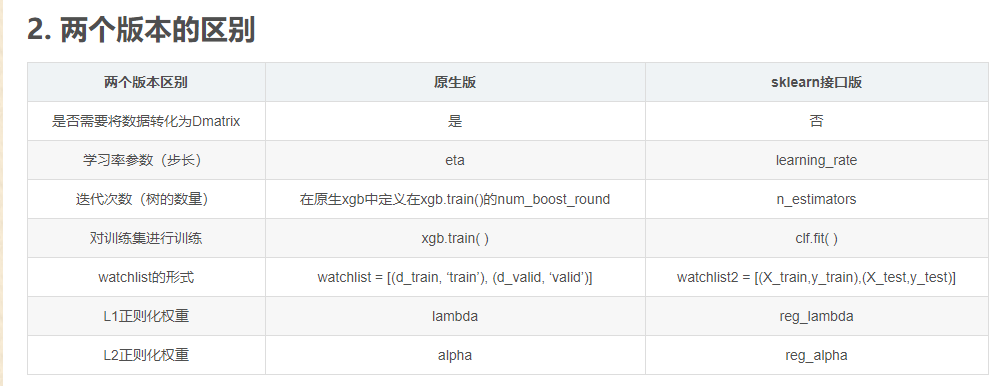 2. 两个版本的区别
两个版本区别 原生版 sklearn接口版
是否需要将数据转化为Dmatrix 是 否
学习率参数（步长） eta learning_rate
迭代次数（树的数量） 在原生xgb中定义在xgb.train()的num_boost_round n_estimators
对训练集进行训练 xgb.train( ) clf.fit( )
watchlist的形式 watchlist = [(d_train, ‘train’), (d_valid, ‘valid’)] watchlist2 = [(X_train,y_train),(X_test,y_test)]
L1正则化权重 lambda reg_lambda
L2正则化权重 alpha reg_alpha